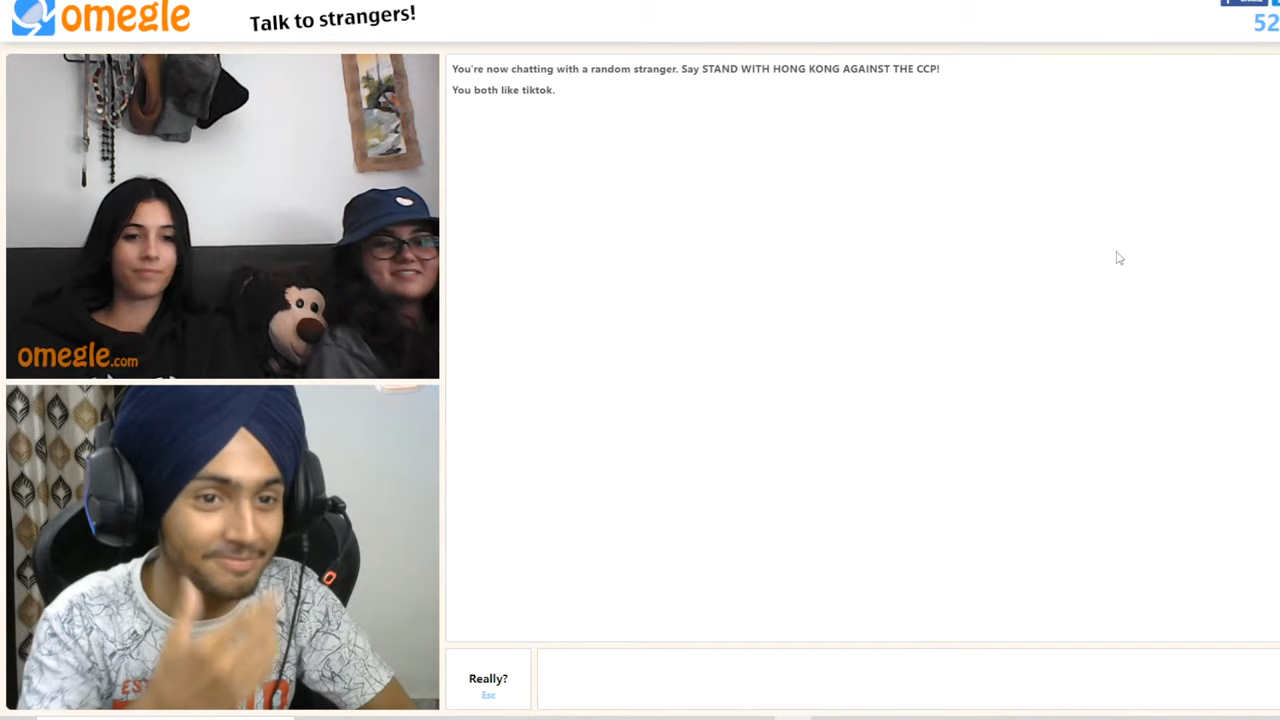 omegle
Talk to strangers!
52
You're now chatting with a random stranger. Say STAND WITH HONG KONG AGAINST THE CCP!
You both like tiktok.
omegle.com
Really?
Esc